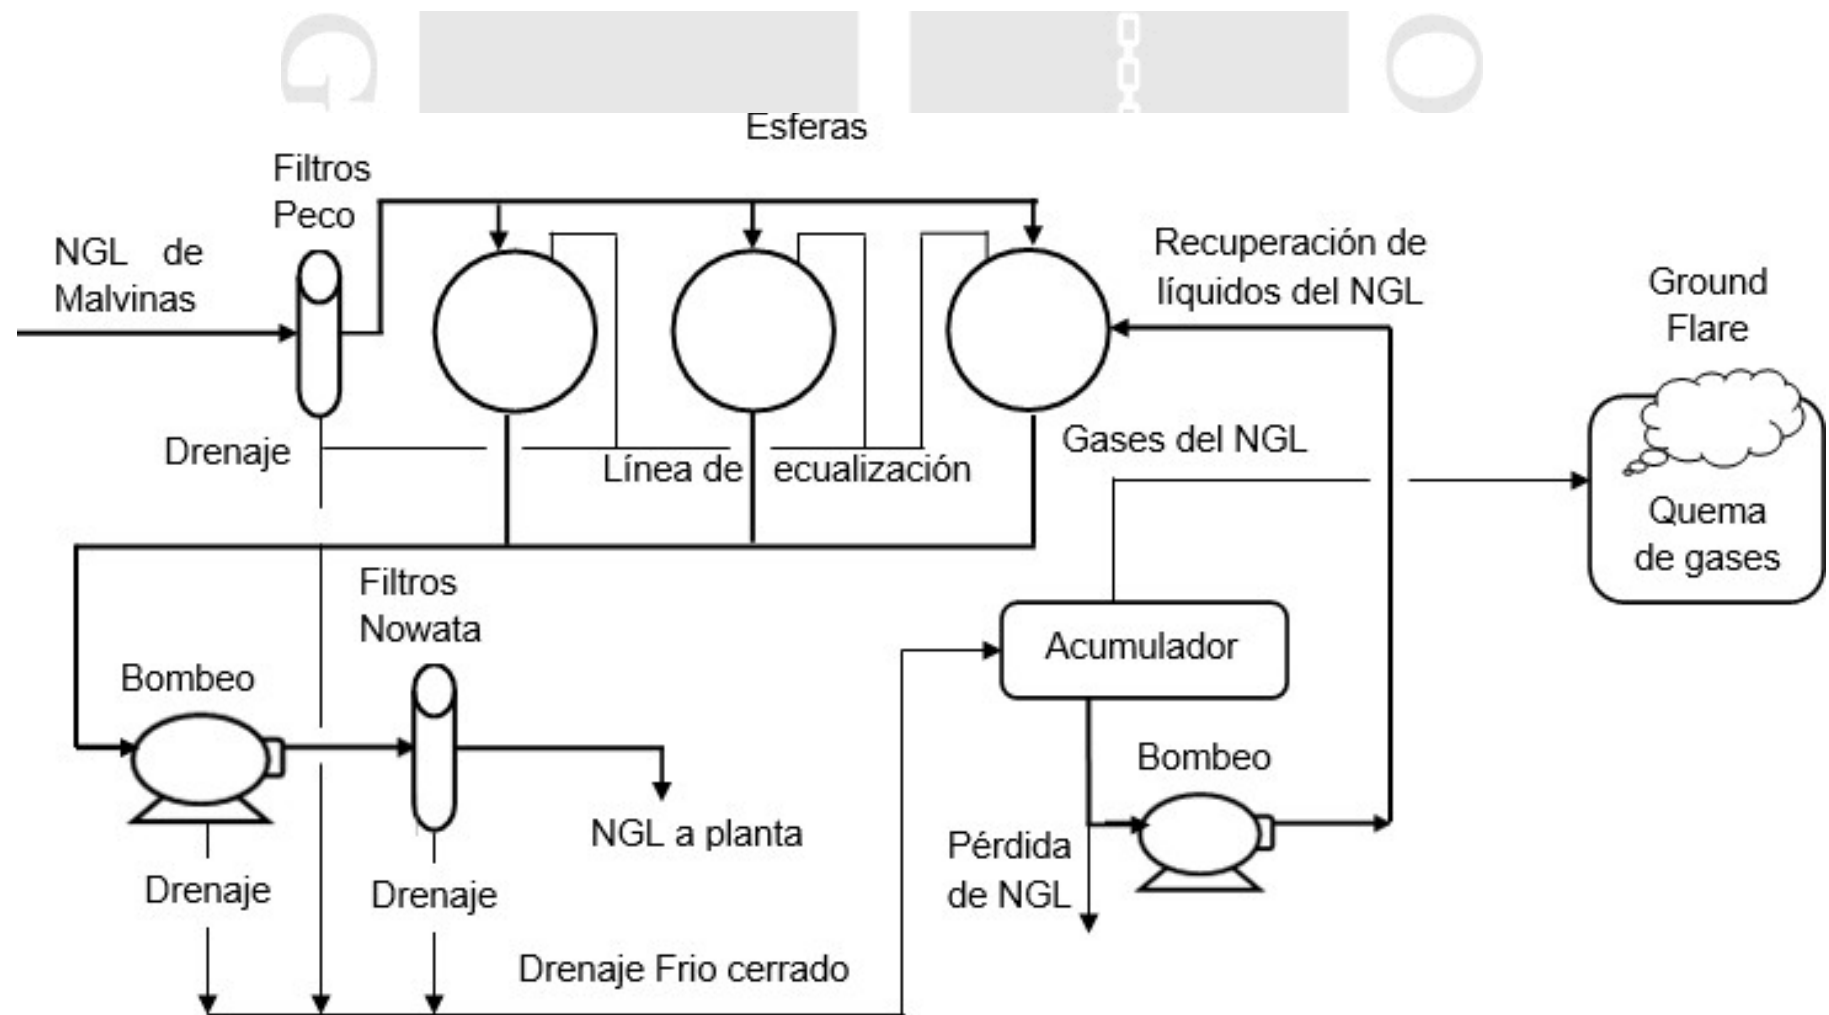 G
O
Esferas
Filtros
Peco
NGL de
Malvinas
Recuperación de
líquidos del NGL
Ground
Flare
Drenaje
Línea de ecualización
Gases del NGL
Quema
de gases
Filtros
Nowata
Bombeo
Acumulador
Bombeo
NGL a planta
Pérdida
de NGL
Drenaje
Drenaje
Drenaje Frio cerrado